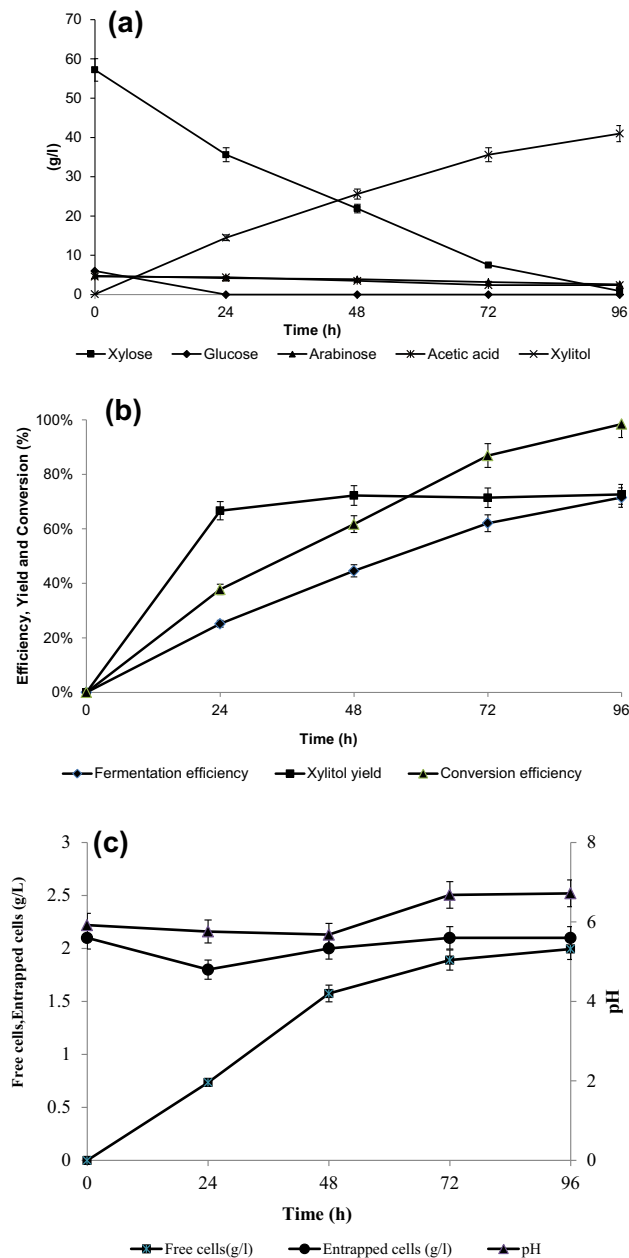 (a)
70
60
50
40
30
20
10
0
(g/l)
0 24 48 72 96
Time (h)
Xylose Glucose Arabinose Acetic acid Xylitol
(b)
100%
80%
60%
40%
20%
0%
Efficiency, Yield and Conversion (%)
0 24 48 72 96
Time (h)
Fermentation efficiency Xylitol yield Conversion efficiency
(c)
3
2.5
2
1.5
1
0.5
0
Free cells,Entrapped cells (g/L)
8
6
4
2
0
pH
0 24 48 72 96
Time (h)
Free cells(g/l) Entrapped cells (g/l) pH